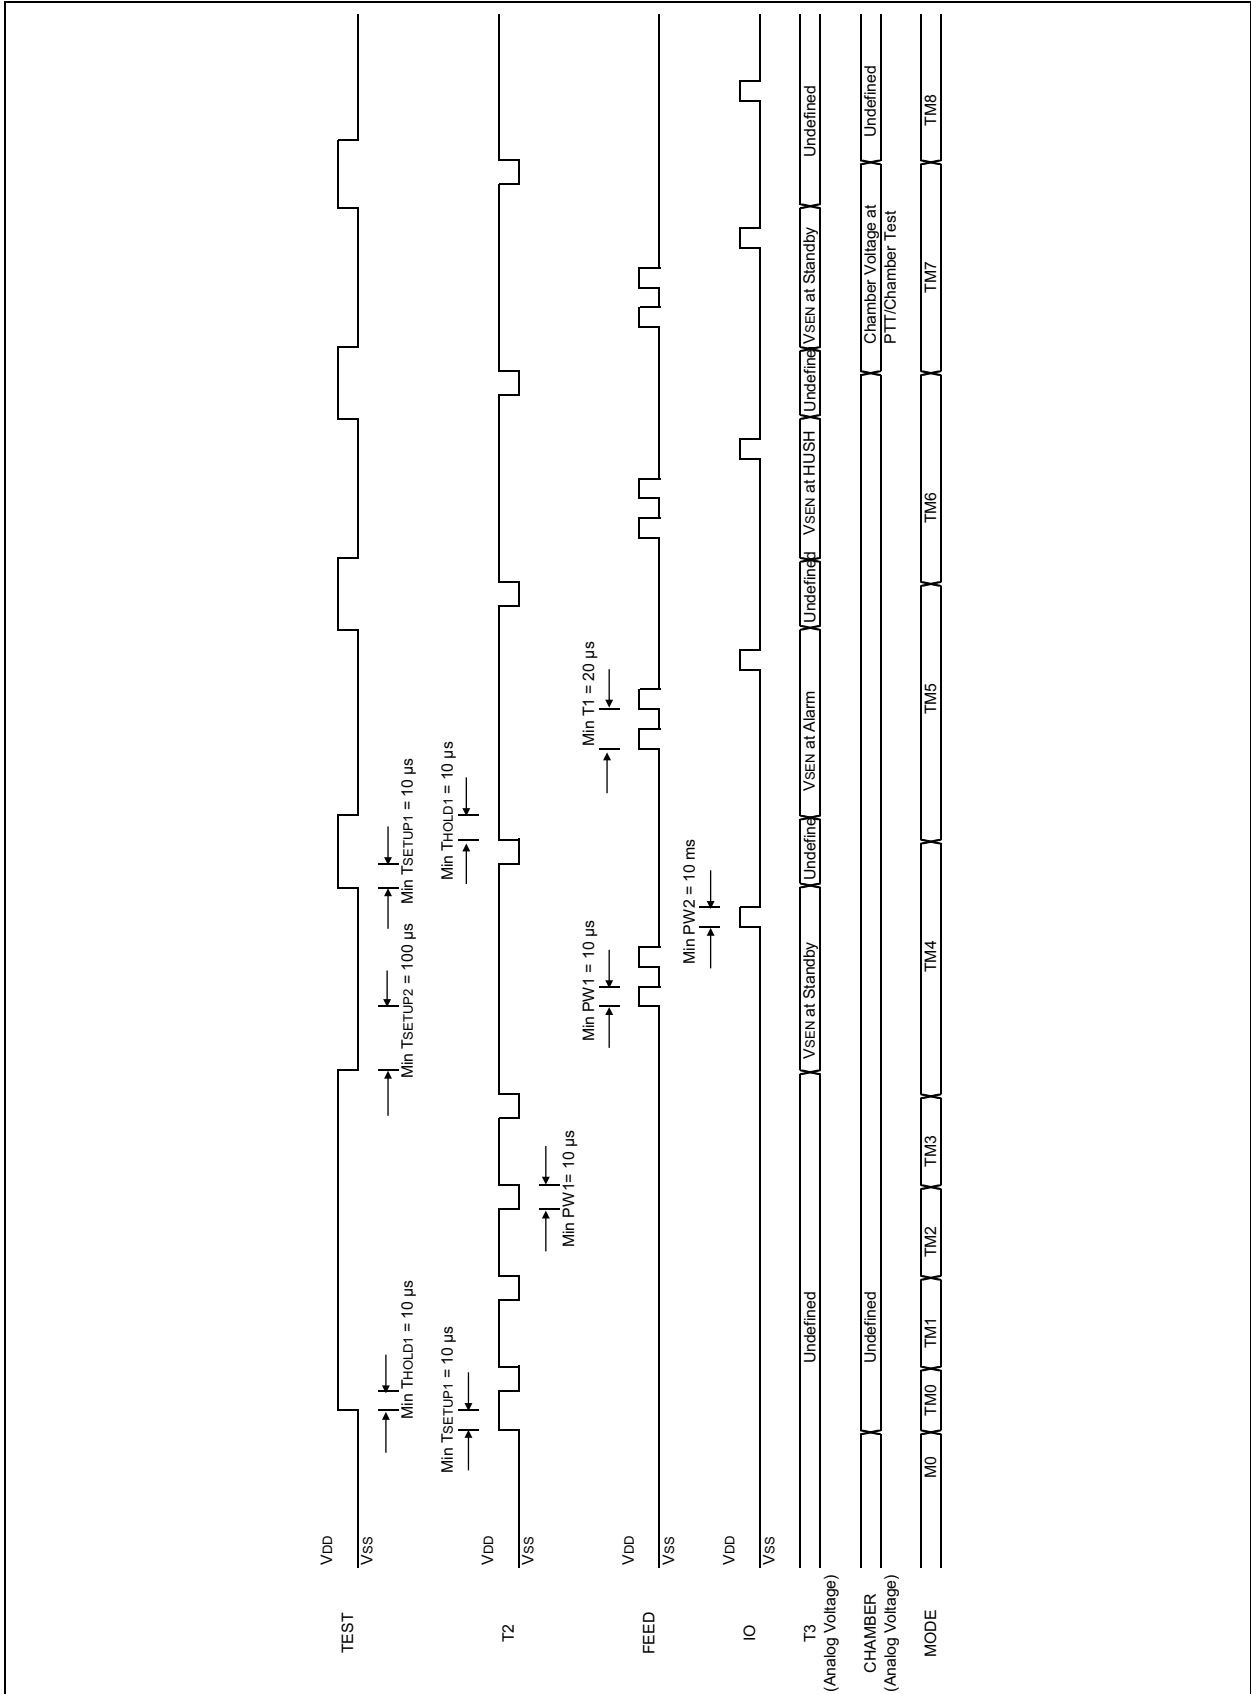 TEST
VDD
VSS
Min THOLD1 = 10 µs
Min TSETUP2 = 100 µs
Min TSETUP1 = 10 µs
T2
VDD
VSS
Min TSETUP1 = 10 µs
Min PW1= 10 µs
Min THOLD1 = 10 µs
FEED
VDD
VSS
Min PW1 = 10 µs
Min T1 = 20 µs
IO
VDD
VSS
Min PW2 = 10 ms
T3
(Analog Voltage)
Undefined
VSEN at Standby
Undefine
VSEN at Alarm
Undefined
VSEN at HUSH
Undefine
VSEN at Standby
Undefined
CHAMBER
(Analog Voltage)
Undefined
Chamber Voltage at
PTT/Chamber Test
Undefined
MODE
M0
TM0
TM1
TM2
TM3
TM4
TM5
TM6
TM7
TM8